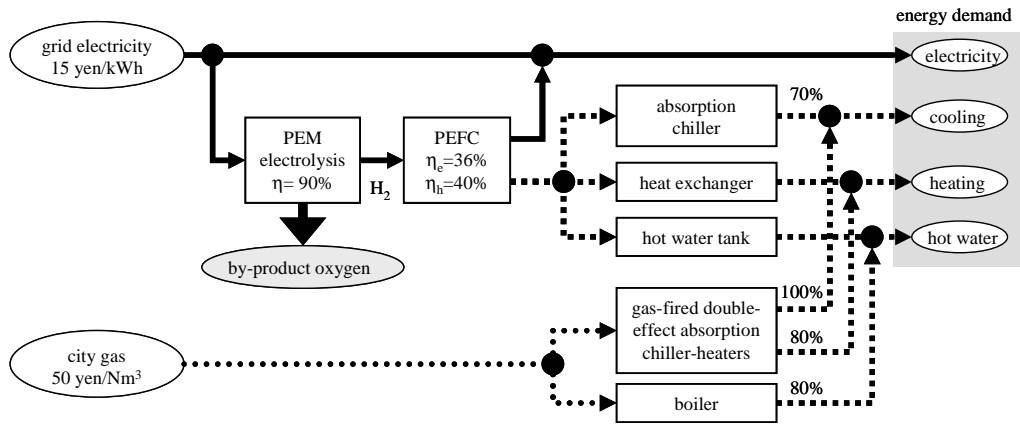 energy demand
grid electricity
15 yen/kWh
electricity
70%
absorption
chiller
cooling
PEM
electrolysis
η= 90%
H2
PEFC
ηe=36%
ηh=40%
heat exchanger
heating
hot water tank
hot water
by-product oxygen
100%
gas-fired double-
effect absorption
chiller-heaters
80%
city gas
50 yen/Nm³
80%
boiler